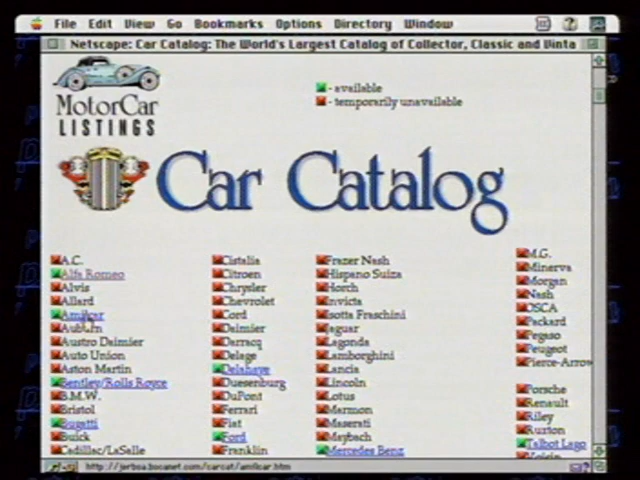 File Edit View Go Bookmarks Options Directory Window
Netscape: Car Catalog: The World's Largest Catalog of Collector, Classic and Vinta
MotorCar
LISTINGS
- available
- temporarily unavailable
Car Catalog
A.C.
Alfa Romeo
Alvis
Allard
Amilcar
Auburn
Austro Daimier
Auto Union
Aston Martin
Bentley/Rolls Royce
B.M.W.
Bristol
Bugatti
Buick
Cadillac/LaSalle
Cistalia
Citroen
Chrysler
Chevrolet
Cord
Daimier
Darracq
Delage
Delahaye
Duesenburg
DuPont
Ferrari
Fiat
Ford
Franklin
Frazer Nash
Hispano Suiza
Horch
Invicta
Isotta Fraschini
Jaguar
Lagonda
Lamborghini
Lancia
Lincoln
Lotus
Marmon
Maserati
Maybach
Mercedes Benz
M.G.
Minerva
Morgan
Nash
OSCA
Packard
Pegaso
Peugeot
Pierce-Arrow
Porsche
Renault
Riley
Ruxton
Talbot Lago
Voisin
http://jerboa.bocanet.com/carcat/amilcar.htm